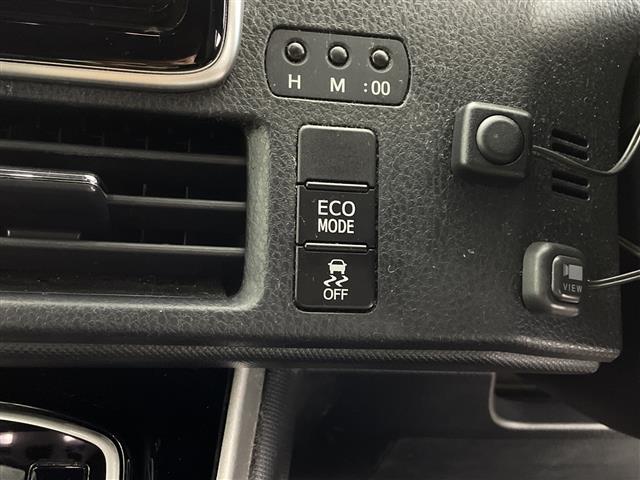 H M :00
ECO
MODE
OFF
VIEW